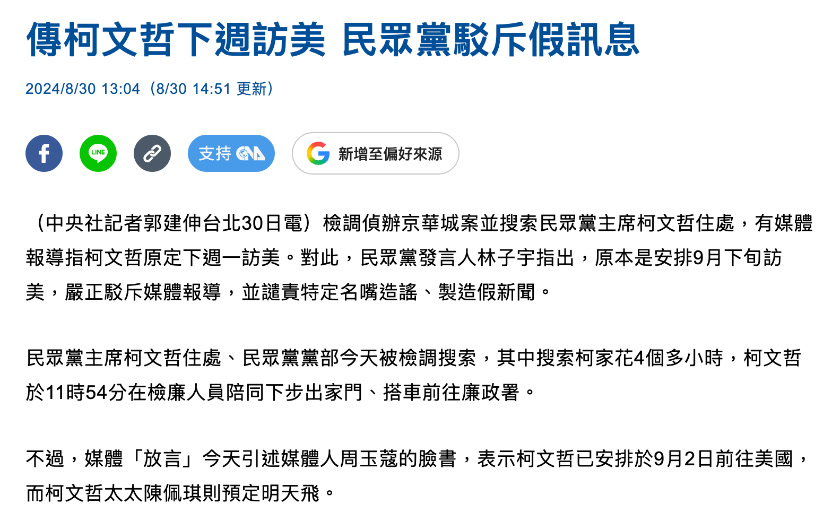 傳柯文哲下週訪美 民眾黨駁斥假訊息
2024/8/30 13:04（8/30 14:51 更新）
f LINE 支持 CNA G 新增至偏好來源
（中央社記者郭建伸台北30日電）檢調偵辦京華城案並搜索民眾黨主席柯文哲住處，有媒體
報導指柯文哲原定下週一訪美。對此，民眾黨發言人林子宇指出，原本是安排9月下旬訪
美，嚴正駁斥媒體報導，並譴責特定名嘴造謠、製造假新聞。
民眾黨主席柯文哲住處、民眾黨黨部今天被檢調搜索，其中搜索柯家花4個多小時，柯文哲
於11時54分在檢廉人員陪同下步出家門、搭車前往廉政署。
不過，媒體「放言」今天引述媒體人周玉蔻的臉書，表示柯文哲已安排於9月2日前往美國，
而柯文哲太太陳佩琪則預定明天飛。